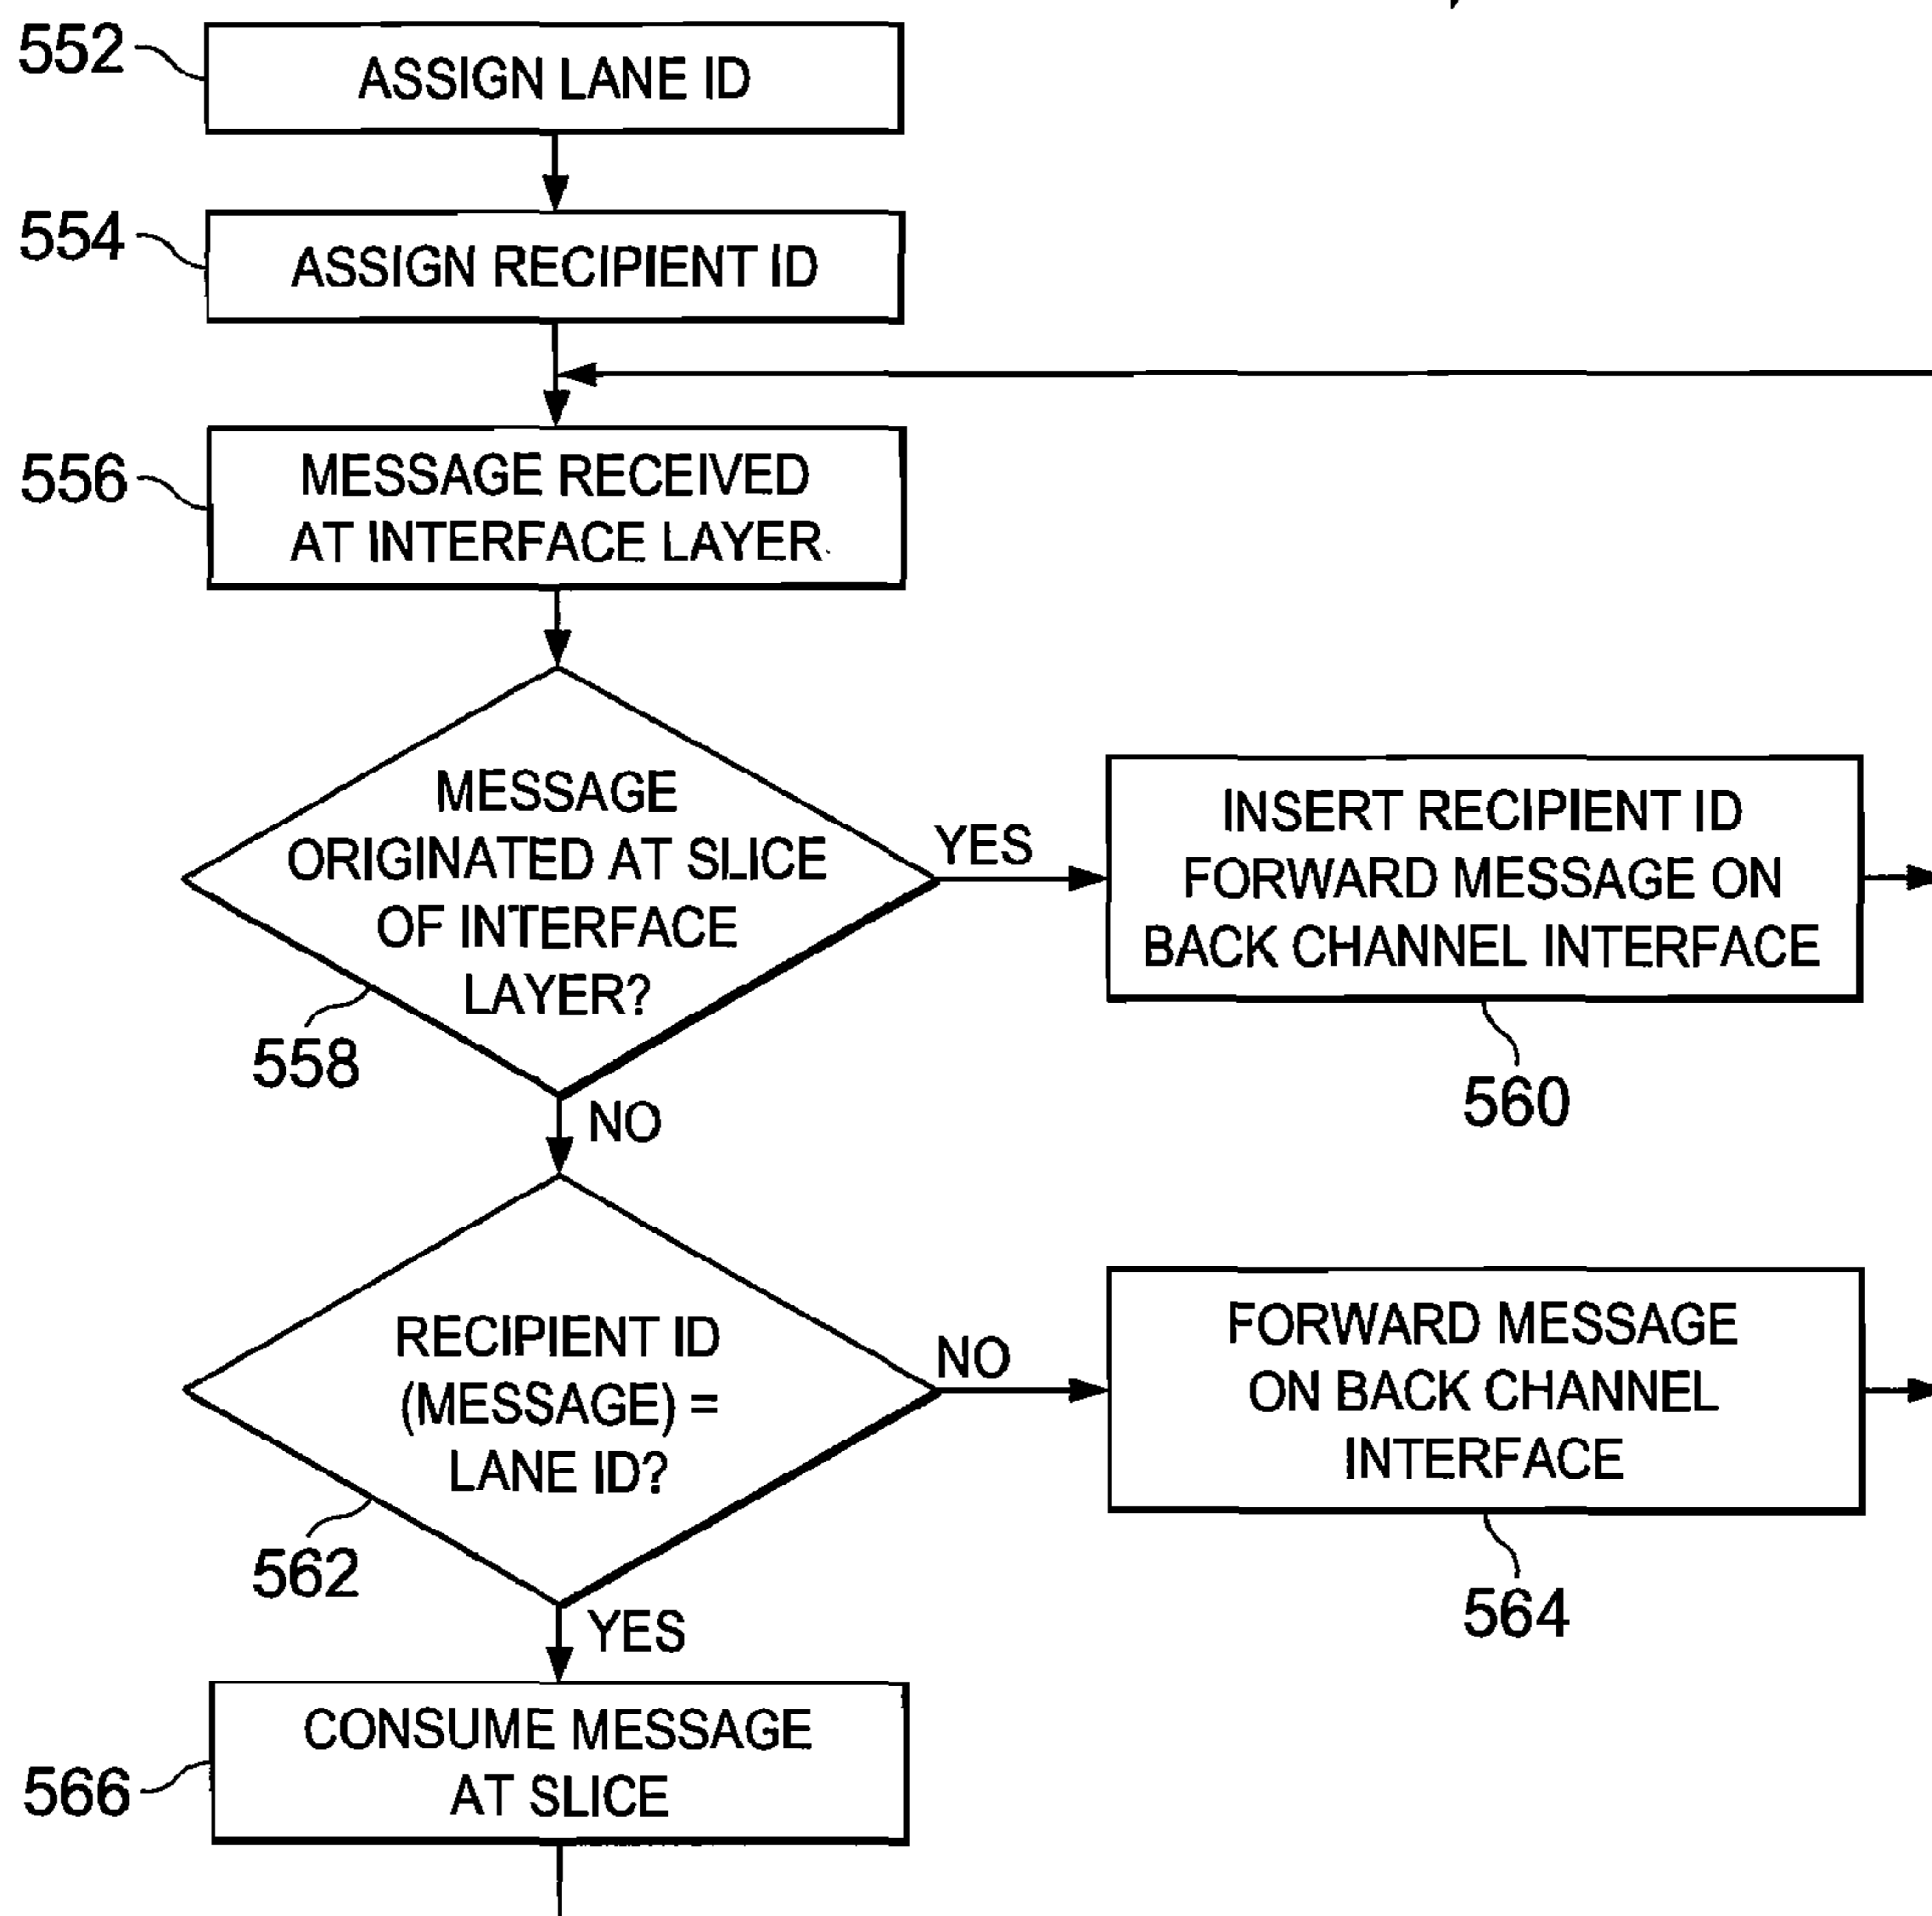 552
ASSIGN LANE ID
554
ASSIGN RECIPIENT ID
556
MESSAGE RECEIVED
AT INTERFACE LAYER
MESSAGE
ORIGINATED AT SLICE
OF INTERFACE
LAYER?
558
YES
INSERT RECIPIENT ID
FORWARD MESSAGE ON
BACK CHANNEL INTERFACE
560
NO
RECIPIENT ID
(MESSAGE) =
LANE ID?
562
NO
FORWARD MESSAGE
ON BACK CHANNEL
INTERFACE
564
YES
CONSUME MESSAGE
AT SLICE
566